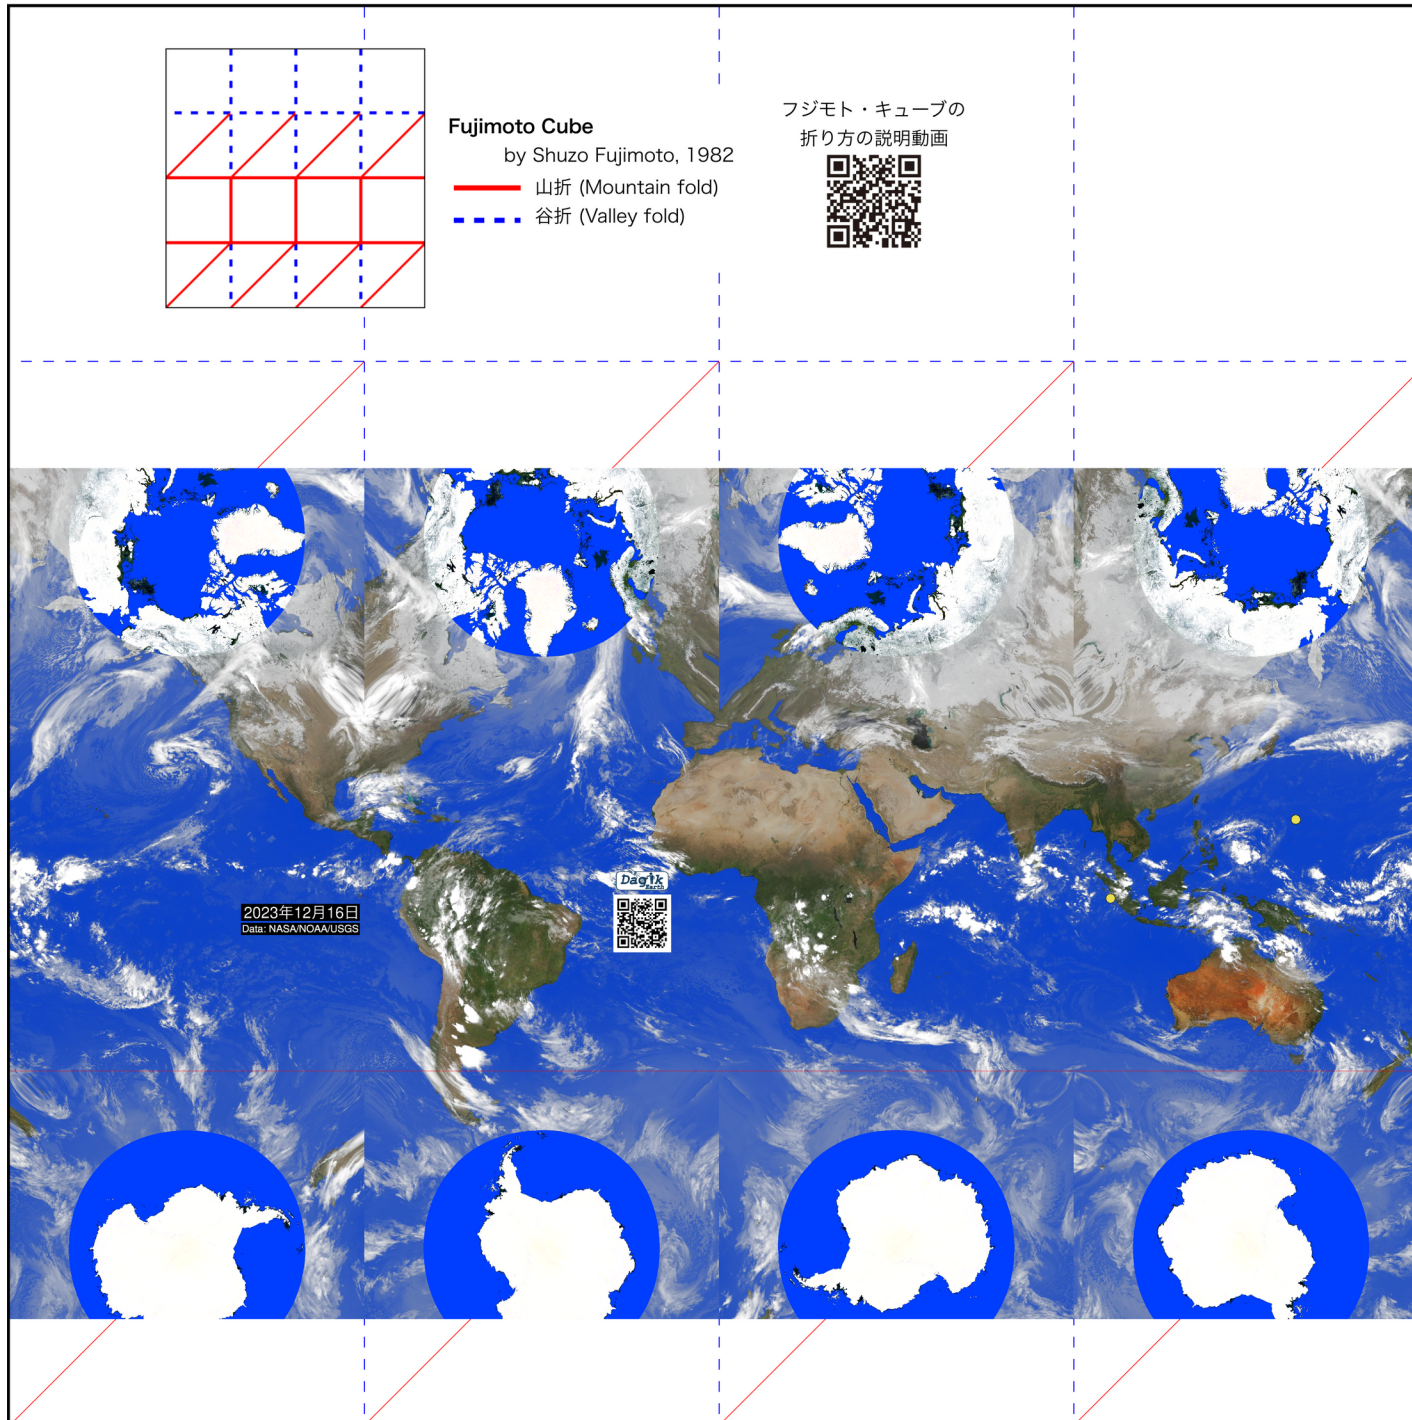 Fujimoto Cube
by Shuzo Fujimoto, 1982
山折 (Mountain fold)
谷折 (Valley fold)
フジモト・キューブの
折り方の説明動画
Dagik
Earth
2023年12月16日
Data: NASA/NOAA/USGS